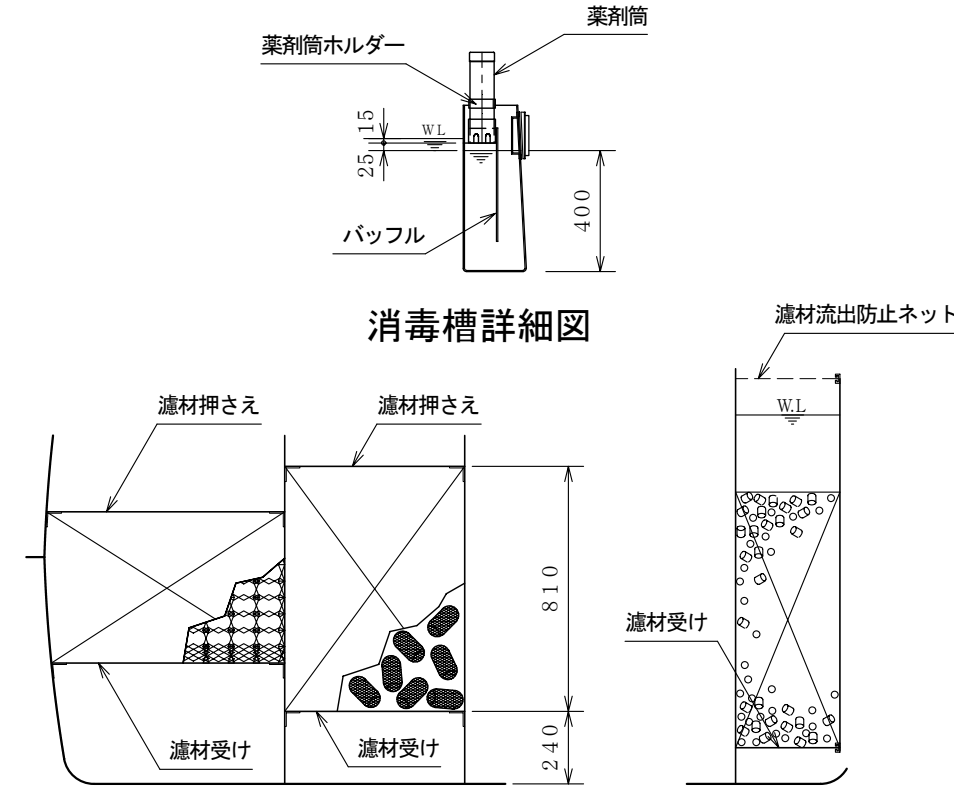 薬剤筒
薬剤筒ホルダー
15
WL
25
400
バッフル
消毒槽詳細図
濾材流出防止ネット
濾材押さえ
濾材押さえ
W.L
810
濾材受け
濾材受け
濾材受け
240